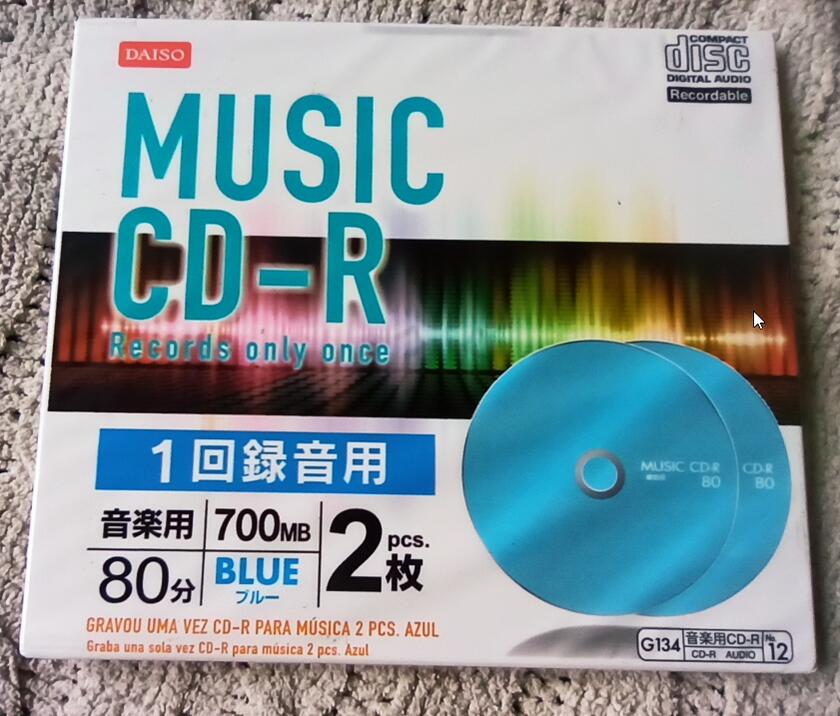 DAISO
COMPACT
disc
DIGITAL AUDIO
Recordable
MUSIC
CD-R
Records only once
1回録音用
音楽用
700MB
2pcs.
枚
80分
BLUE
ブルー
MUSIC CD-R
80
CD-R
80
GRAVOU UMA VEZ CD-R PARA MÚSICA 2 PCS. AZUL
Graba una sola vez CD-R para música 2 pcs. Azul
G134
音楽用CD-R
CD-R AUDIO
No.
12